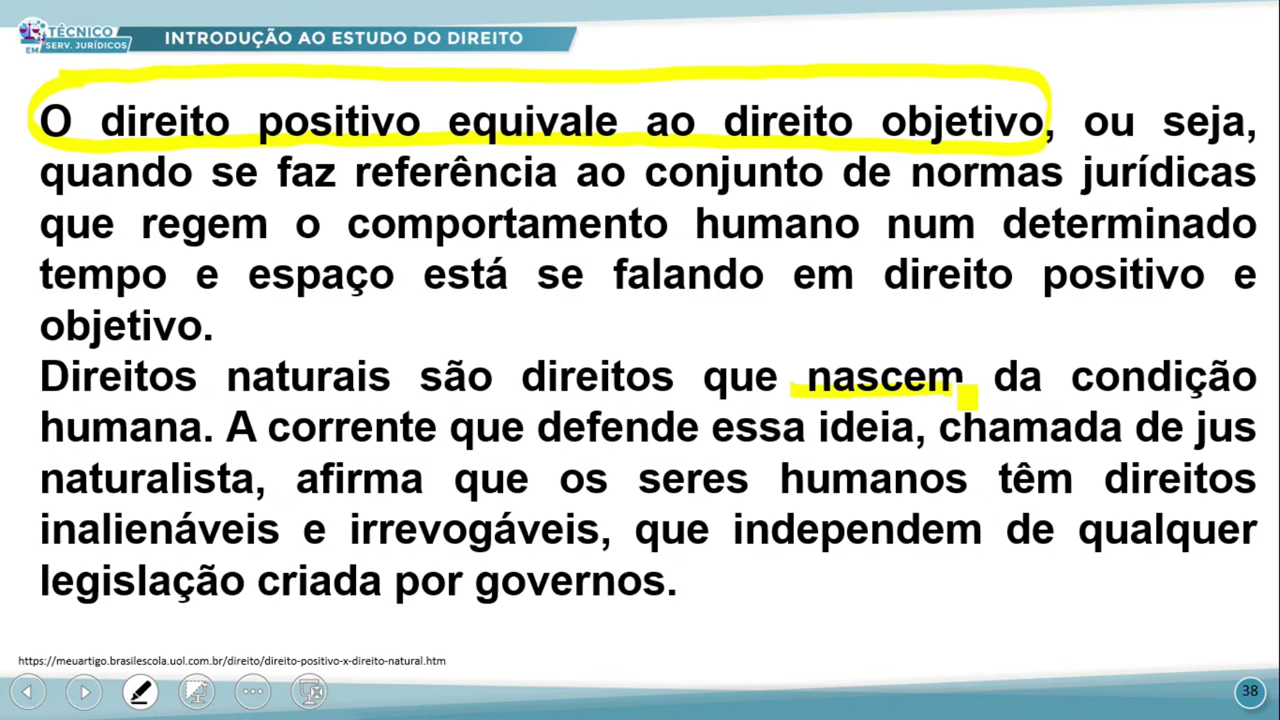 TÉCNICO
EM SERV. JURÍDICOS
INTRODUÇÃO AO ESTUDO DO DIREITO
O direito positivo equivale ao direito objetivo, ou seja,
quando se faz referência ao conjunto de normas jurídicas
que regem o comportamento humano num determinado
tempo e espaço está se falando em direito positivo e
objetivo.
Direitos naturais são direitos que nascem da condição
humana. A corrente que defende essa ideia, chamada de jus
naturalista, afirma que os seres humanos têm direitos
inalienáveis e irrevogáveis, que independem de qualquer
legislação criada por governos.
https://meuartigo.brasilescola.uol.com.br/direito/direito-positivo-x-direito-natural.htm
38